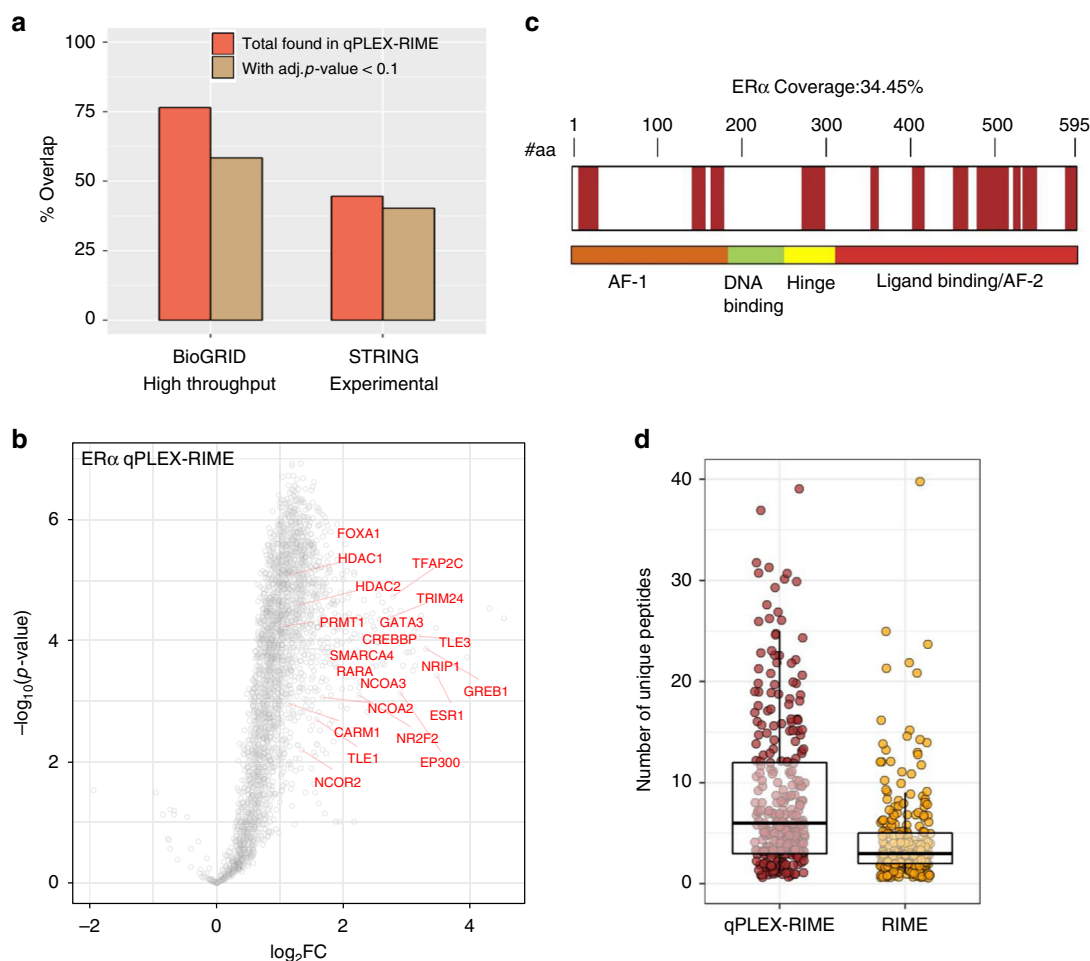 a
100
75
50
25
0
% Overlap
Total found in qPLEX-RIME
With adj.p-value < 0.1
BioGRID
High throughput
STRING
Experimental
c
ERα Coverage:34.45%
#aa
1 100 200 300 400 500 595
AF-1
DNA
binding
Hinge
Ligand binding/AF-2
b
ERα qPLEX-RIME
6
4
2
0
–log10(p-value)
FOXA1
HDAC1
TFAP2C
HDAC2
TRIM24
PRMT1
GATA3
CREBBP
TLE3
SMARCA4
NRIP1
RARA
NCOA3
GREB1
NCOA2
ESR1
CARM1
NR2F2
TLE1
EP300
NCOR2
–2 0 2 4
log2FC
d
40
30
20
10
0
Number of unique peptides
qPLEX-RIME
RIME